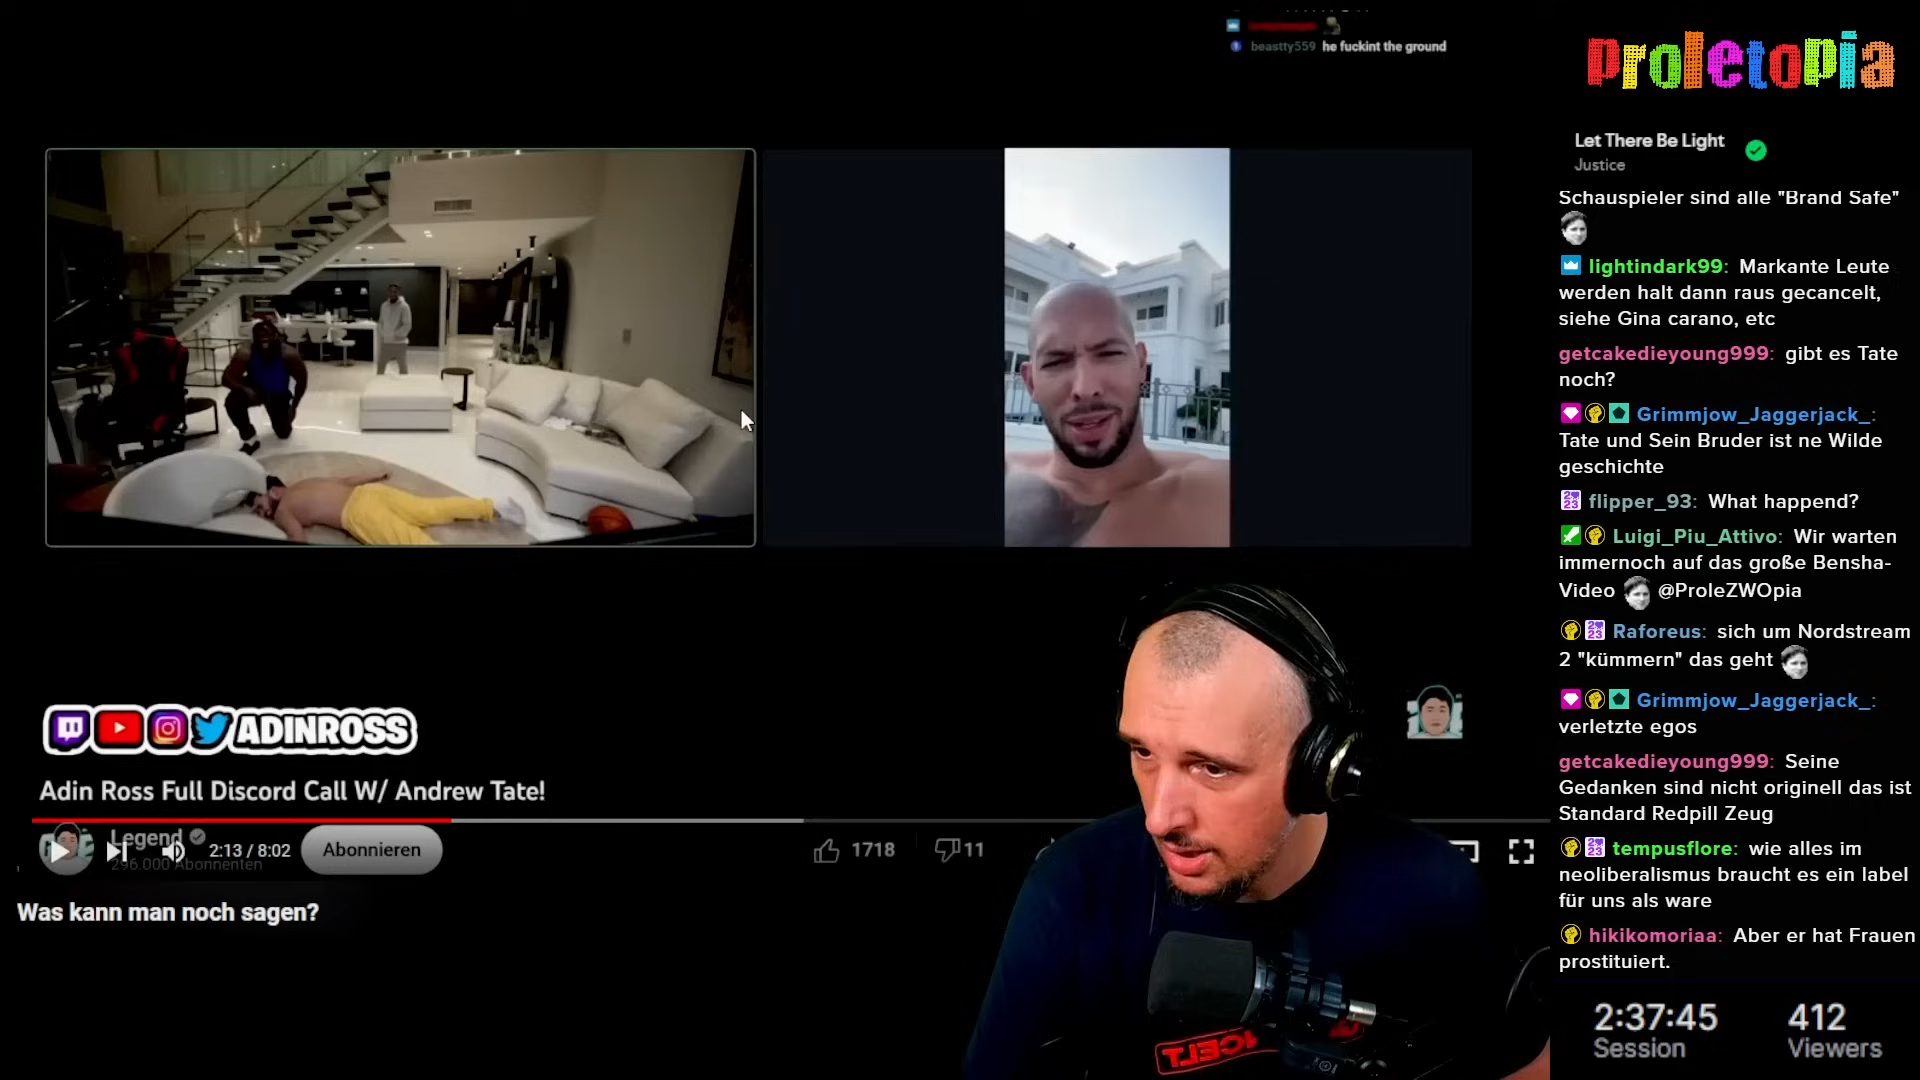 beastty559 he fuckint the ground
ADINROSS
Adin Ross Full Discord Call W/ Andrew Tate!
Legend
2:13 / 8:02
Abonnieren
1718
11
296.000 Abonnenten
Was kann man noch sagen?
Proletopia
Let There Be Light
Justice
Schauspieler sind alle "Brand Safe"
lightindark99: Markante Leute
werden halt dann raus gecancelt,
siehe Gina carano, etc
getcakedieyoung999: gibt es Tate
noch?
Grimmjow_Jaggerjack_:
Tate und Sein Bruder ist ne Wilde
geschichte
flipper_93: What happend?
Luigi_Piu_Attivo: Wir warten
immernoch auf das große Bensha-
Video @ProleZWOpia
Raforeus: sich um Nordstream
2 "kümmern" das geht
Grimmjow_Jaggerjack_:
verletzte egos
getcakedieyoung999: Seine
Gedanken sind nicht originell das ist
Standard Redpill Zeug
tempusflore: wie alles im
neoliberalismus braucht es ein label
für uns als ware
hikikomoriaa: Aber er hat Frauen
prostituiert.
2:37:45
Session
412
Viewers